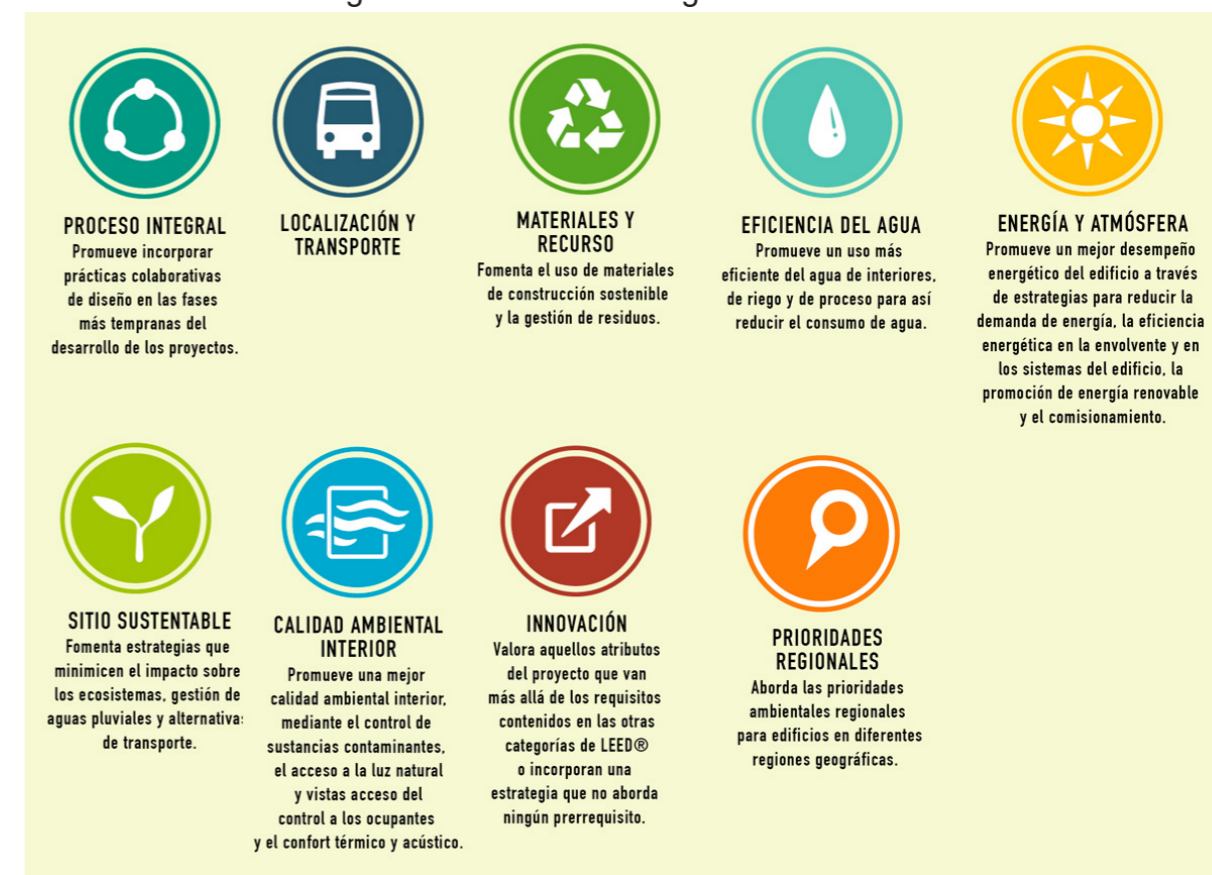 PROCESO INTEGRAL
Promueve incorporar
prácticas colaborativas
de diseño en las fases
más tempranas del
desarrollo de los proyectos.
LOCALIZACIÓN Y
TRANSPORTE
MATERIALES Y
RECURSO
Fomenta el uso de materiales
de construcción sostenible
y la gestión de residuos.
EFICIENCIA DEL AGUA
Promueve un uso más
eficiente del agua de interiores,
de riego y de proceso para así
reducir el consumo de agua.
ENERGÍA Y ATMÓSFERA
Promueve un mejor desempeño
energético del edificio a través
de estrategias para reducir la
demanda de energía, la eficiencia
energética en la envolvente y en
los sistemas del edificio, la
promoción de energía renovable
y el comisionamiento.
SITIO SUSTENTABLE
Fomenta estrategias que
minimicen el impacto sobre
los ecosistemas, gestión de
aguas pluviales y alternativas
de transporte.
CALIDAD AMBIENTAL
INTERIOR
Promueve una mejor
calidad ambiental interior,
mediante el control de
sustancias contaminantes,
el acceso a la luz natural
y vistas acceso del
control a los ocupantes
y el confort térmico y acústico.
INNOVACIÓN
Valora aquellos atributos
del proyecto que van
más allá de los requisitos
contenidos en las otras
categorías de LEED®
o incorporan una
estrategia que no aborda
ningún prerrequisito.
PRIORIDADES
REGIONALES
Aborda las prioridades
ambientales regionales
para edificios en diferentes
regiones geográficas.